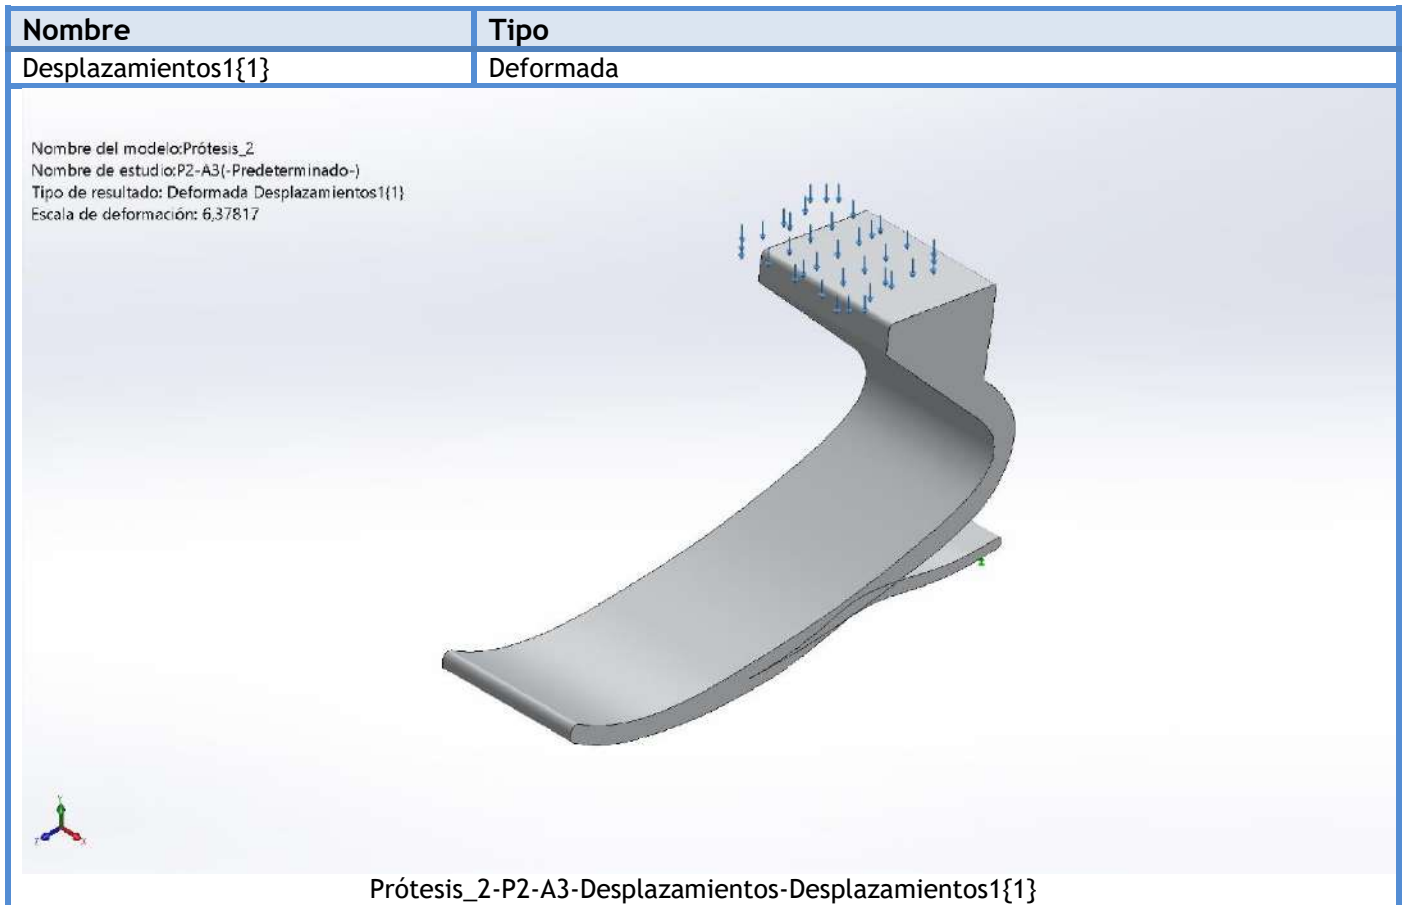 Nombre Tipo
Desplazamientos1{1} Deformada
Nombre del modelo:Prótesis_2
Nombre de estudio:P2-A3(-Predeterminado-)
Tipo de resultado: Deformada Desplazamientos1{1}
Escala de deformación: 6,37817
Y
Z X
Prótesis_2-P2-A3-Desplazamientos-Desplazamientos1{1}